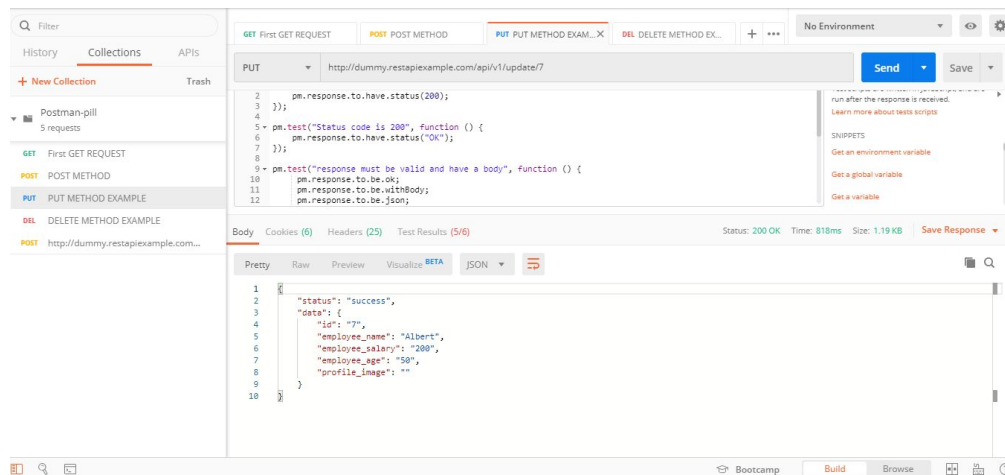 Filter
History Collections APIs
+ New Collection Trash
Postman-pill
5 requests
GET First GET REQUEST
POST POST METHOD
PUT PUT METHOD EXAMPLE
DEL DELETE METHOD EXAMPLE
POST http://dummy.restapiexample.com...
GET First GET REQUEST POST POST METHOD PUT PUT METHOD EXAM... X DEL DELETE METHOD EX... + ••• No Environment
PUT http://dummy.restapiexample.com/api/v1/update/7 Send Save
2 pm.response.to.have.status(200);
3 });
4
5 pm.test("Status code is 200", function () {
6 pm.response.to.have.status("OK");
7 });
8
9 pm.test("response must be valid and have a body", function () {
10 pm.response.to.be.ok;
11 pm.response.to.be.withBody;
12 pm.response.to.be.json;
run after the response is received.
Learn more about tests scripts
SNIPPETS
Get an environment variable
Get a global variable
Get a variable
Body Cookies (6) Headers (25) Test Results (5/6) Status: 200 OK Time: 818ms Size: 1.19 KB Save Response
Pretty Raw Preview Visualize BETA JSON
1 {
2 "status": "success",
3 "data": {
4 "id": "7",
5 "employee_name": "Albert",
6 "employee_salary": "200",
7 "employee_age": "50",
8 "profile_image": ""
9 }
10 }
Bootcamp Build Browse